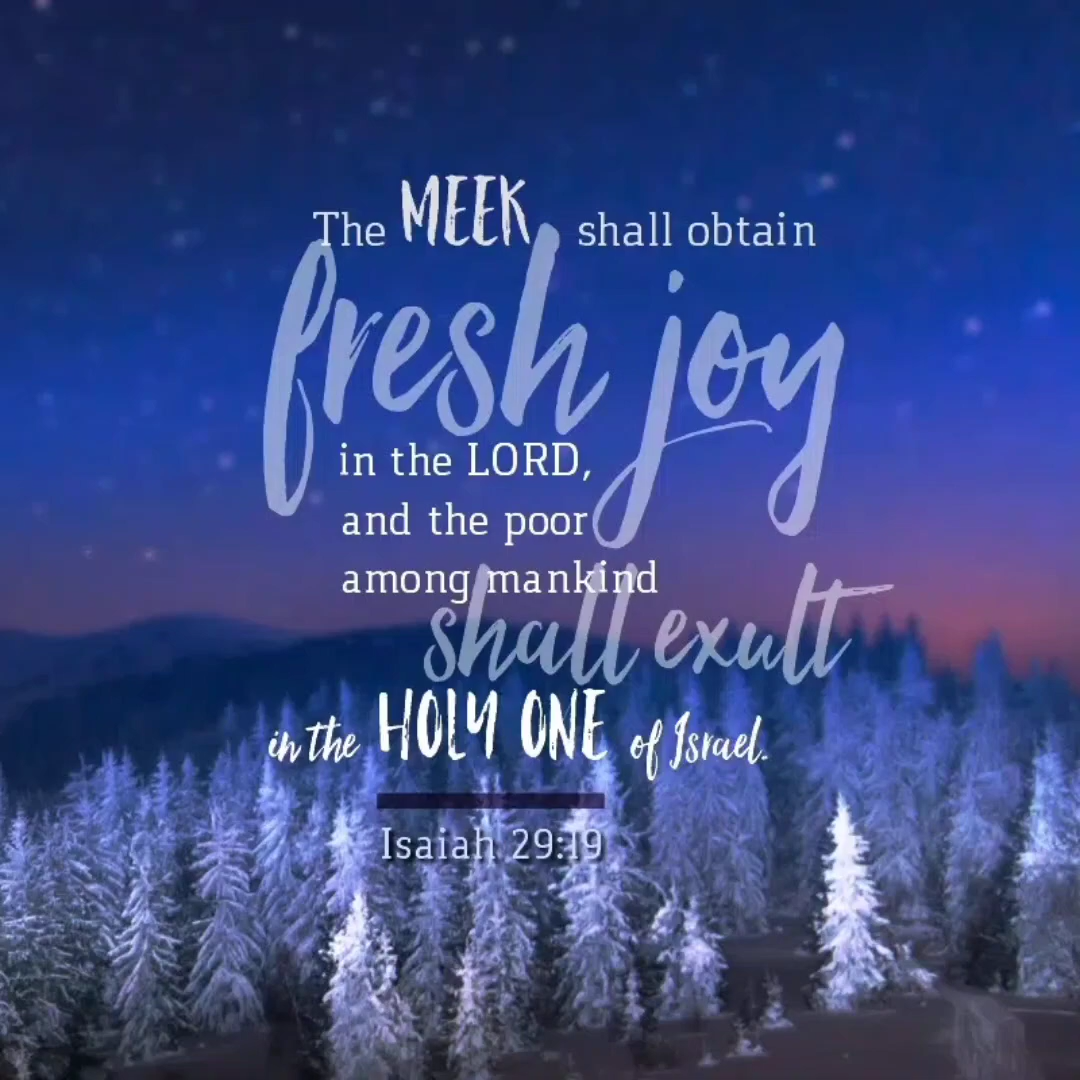 The MEEK shall obtain
fresh joy
in the LORD,
and the poor
among mankind
shall exult
in the HOLY ONE of Israel.
Isaiah 29:19